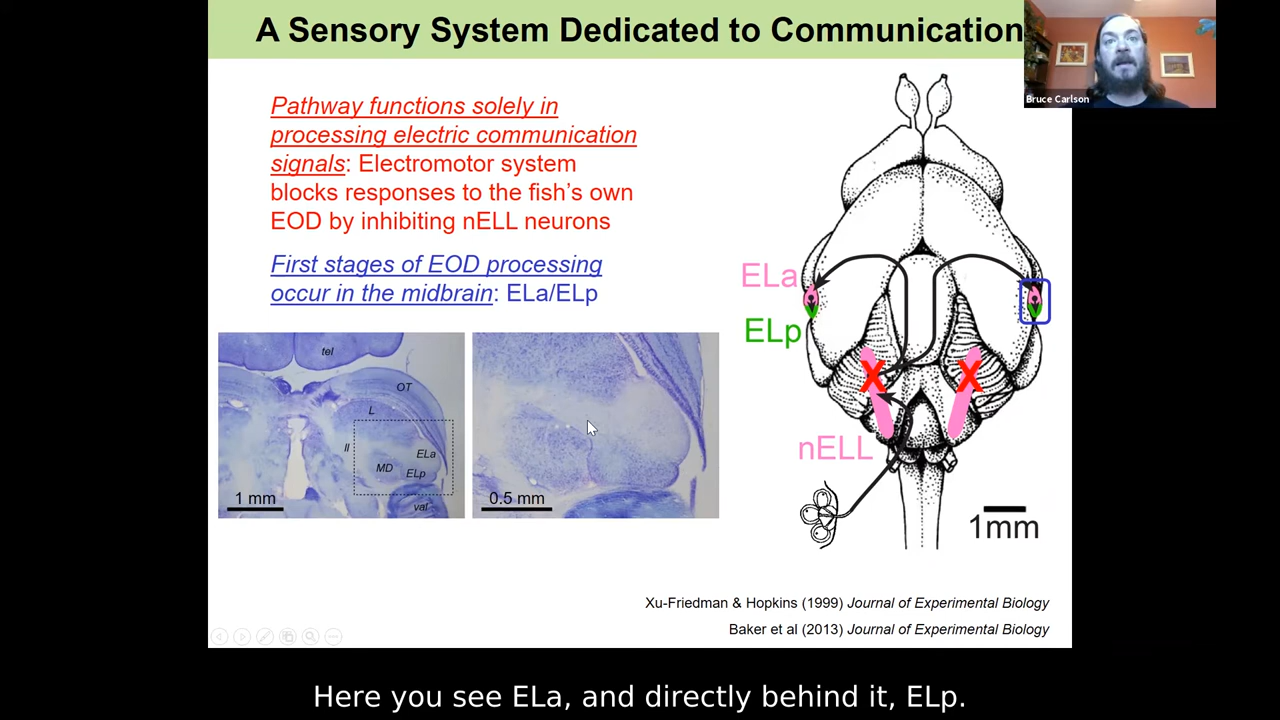 A Sensory System Dedicated to Communication
Bruce Carlson
Pathway functions solely in
processing electric communication
signals: Electromotor system
blocks responses to the fish's own
EOD by inhibiting nELL neurons
First stages of EOD processing
occur in the midbrain: ELa/ELp
tel
OT
L
ll
ELa
MD
ELp
val
1 mm
0.5 mm
ELa
ELp
X X
nELL
1mm
Xu-Friedman & Hopkins (1999) Journal of Experimental Biology
Baker et al (2013) Journal of Experimental Biology
Here you see ELa, and directly behind it, ELp.